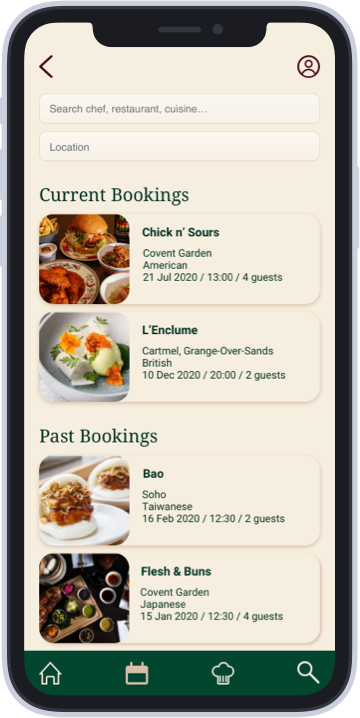 Search chef, restaurant, cuisine...
Location
Current Bookings
Chick n' Sours
Covent Garden
American
21 Jul 2020 / 13:00 / 4 guests
L'Enclume
Cartmel, Grange-Over-Sands
British
10 Dec 2020 / 20:00 / 2 guests
Past Bookings
Bao
Soho
Taiwanese
16 Feb 2020 / 12:30 / 2 guests
Flesh & Buns
Covent Garden
Japanese
15 Jan 2020 / 12:30 / 4 guests